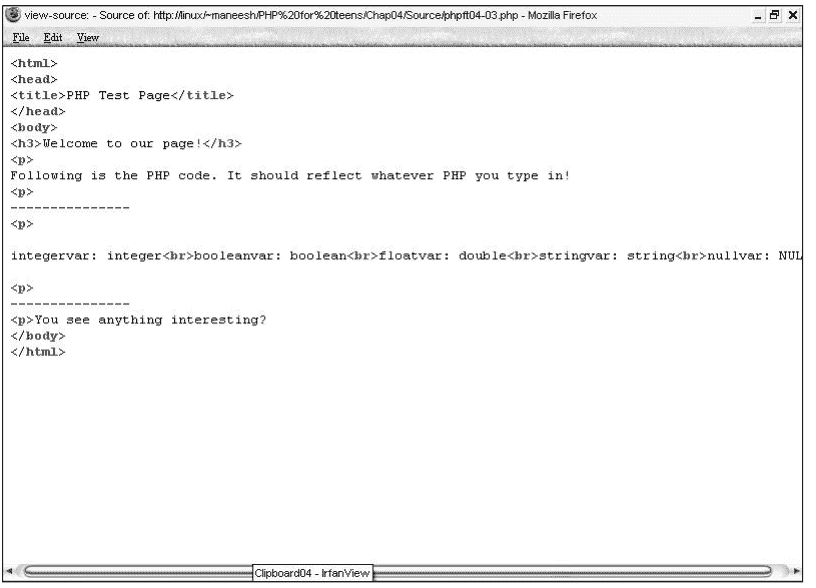 view-source: - Source of: http://linux/~maneesh/PHP%20for%20teens/Chap04/Source/phpft04-03.php - Mozilla Firefox
File Edit View
<html>
<head>
<title>PHP Test Page</title>
</head>
<body>
<h3>Welcome to our page!</h3>
<p>
Following is the PHP code. It should reflect whatever PHP you type in!
<p>
---------------
<p>
integervar: integer<br>booleanvar: boolean<br>floatvar: double<br>stringvar: string<br>nullvar: NUL
<p>
---------------
<p>You see anything interesting?
</body>
</html>
Clipboard04 - IrfanView